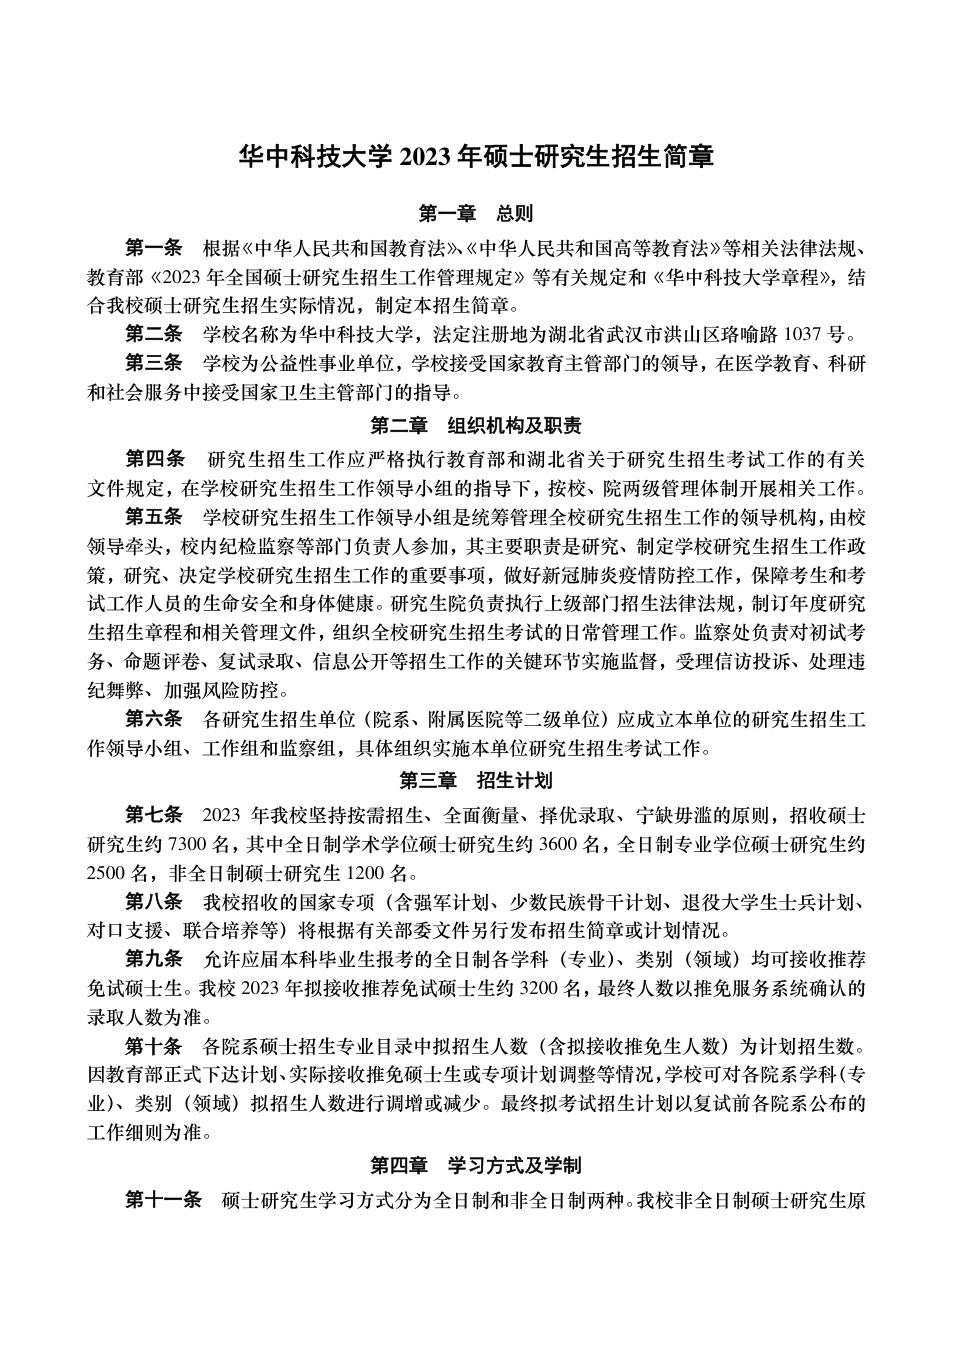 华中科技大学 2023 年硕士研究生招生简章
第一章　总则
第一条　根据《中华人民共和国教育法》、《中华人民共和国高等教育法》等相关法律法规、
教育部《2023 年全国硕士研究生招生工作管理规定》等有关规定和《华中科技大学章程》，结
合我校硕士研究生招生实际情况，制定本招生简章。
第二条　学校名称为华中科技大学，法定注册地为湖北省武汉市洪山区珞喻路 1037 号。
第三条　学校为公益性事业单位，学校接受国家教育主管部门的领导，在医学教育、科研
和社会服务中接受国家卫生主管部门的指导。
第二章　组织机构及职责
第四条　研究生招生工作应严格执行教育部和湖北省关于研究生招生考试工作的有关
文件规定，在学校研究生招生工作领导小组的指导下，按校、院两级管理体制开展相关工作。
第五条　学校研究生招生工作领导小组是统筹管理全校研究生招生工作的领导机构，由校
领导牵头，校内纪检监察等部门负责人参加，其主要职责是研究、制定学校研究生招生工作政
策，研究、决定学校研究生招生工作的重要事项，做好新冠肺炎疫情防控工作，保障考生和考
试工作人员的生命安全和身体健康。研究生院负责执行上级部门招生法律法规，制订年度研究
生招生章程和相关管理文件，组织全校研究生招生考试的日常管理工作。监察处负责对初试考
务、命题评卷、复试录取、信息公开等招生工作的关键环节实施监督，受理信访投诉、处理违
纪舞弊、加强风险防控。
第六条　各研究生招生单位（院系、附属医院等二级单位）应成立本单位的研究生招生工
作领导小组、工作组和监察组，具体组织实施本单位研究生招生考试工作。
第三章　招生计划
第七条　2023 年我校坚持按需招生、全面衡量、择优录取、宁缺毋滥的原则，招收硕士
研究生约 7300 名，其中全日制学术学位硕士研究生约 3600 名，全日制专业学位硕士研究生约
2500 名，非全日制硕士研究生 1200 名。
第八条　我校招收的国家专项（含强军计划、少数民族骨干计划、退役大学生士兵计划、
对口支援、联合培养等）将根据有关部委文件另行发布招生简章或计划情况。
第九条　允许应届本科毕业生报考的全日制各学科（专业）、类别（领域）均可接收推荐
免试硕士生。我校 2023 年拟接收推荐免试硕士生约 3200 名，最终人数以推免服务系统确认的
录取人数为准。
第十条　各院系硕士招生专业目录中拟招生人数（含拟接收推免生人数）为计划招生数。
因教育部正式下达计划、实际接收推免硕士生或专项计划调整等情况，学校可对各院系学科（专
业）、类别（领域）拟招生人数进行调增或减少。最终拟考试招生计划以复试前各院系公布的
工作细则为准。
第四章　学习方式及学制
第十一条　硕士研究生学习方式分为全日制和非全日制两种。我校非全日制硕士研究生原